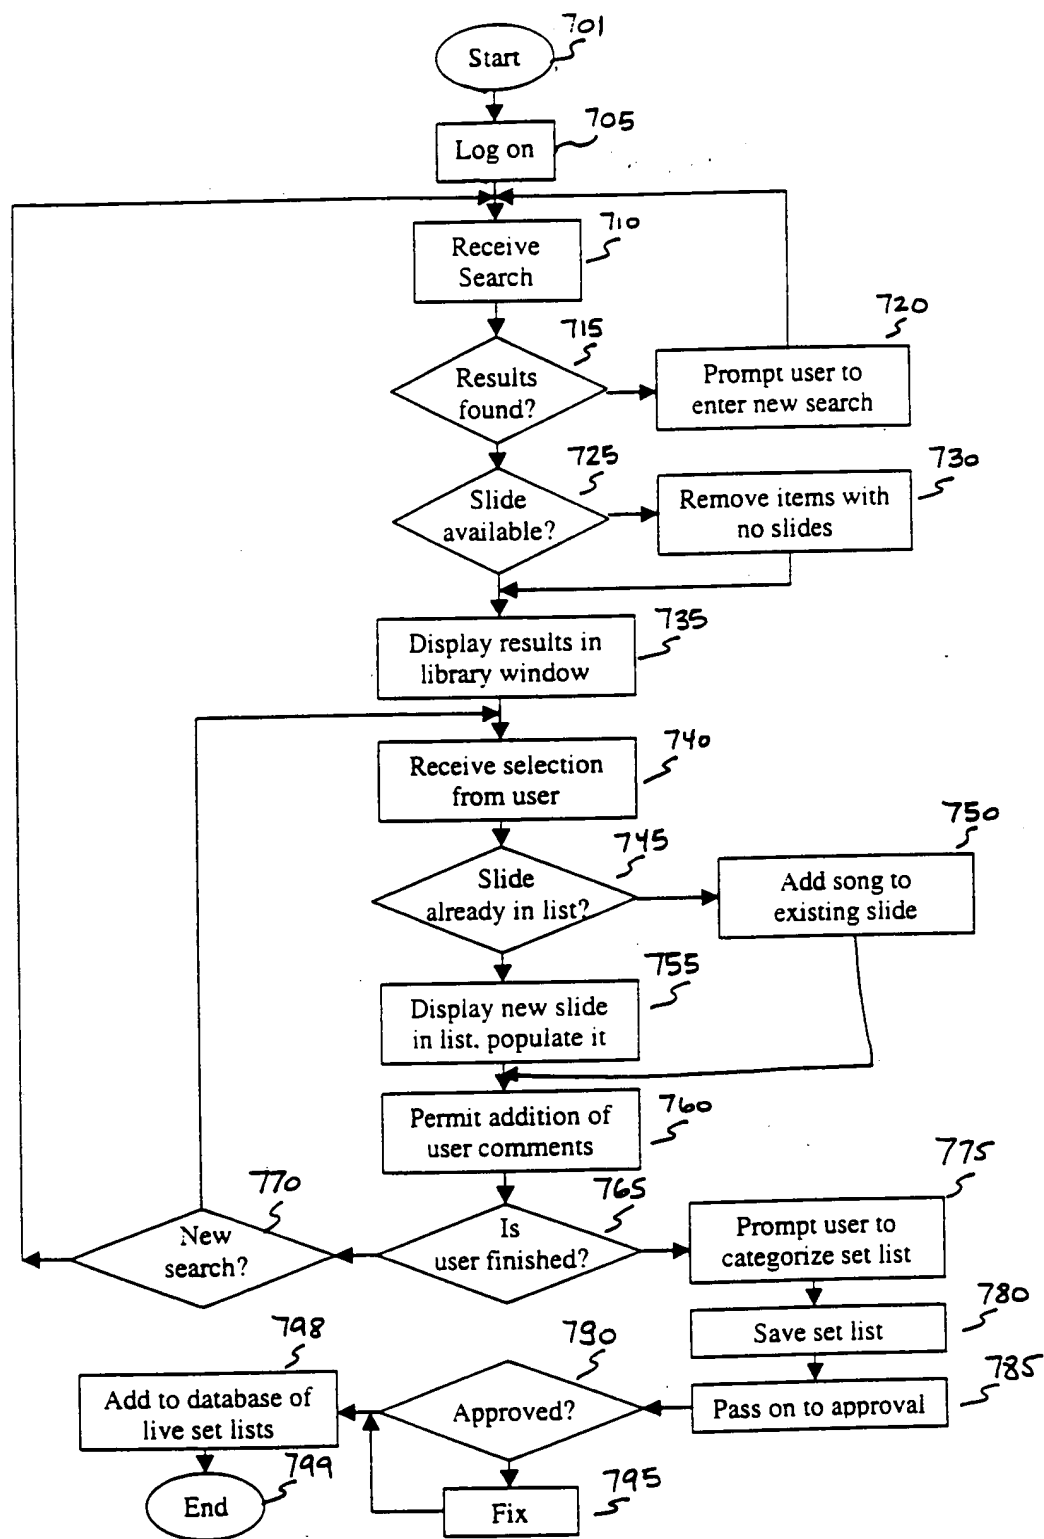 701
Start
705
Log on
710
Receive
Search
715
Results
found?
720
Prompt user to
enter new search
725
Slide
available?
730
Remove items with
no slides
735
Display results in
library window
740
Receive selection
from user
745
Slide
already in list?
750
Add song to
existing slide
755
Display new slide
in list, populate it
760
Permit addition of
user comments
765
Is
user finished?
770
New
search?
775
Prompt user to
categorize set list
780
Save set list
785
Pass on to approval
790
Approved?
795
Fix
798
Add to database of
live set lists
799
End